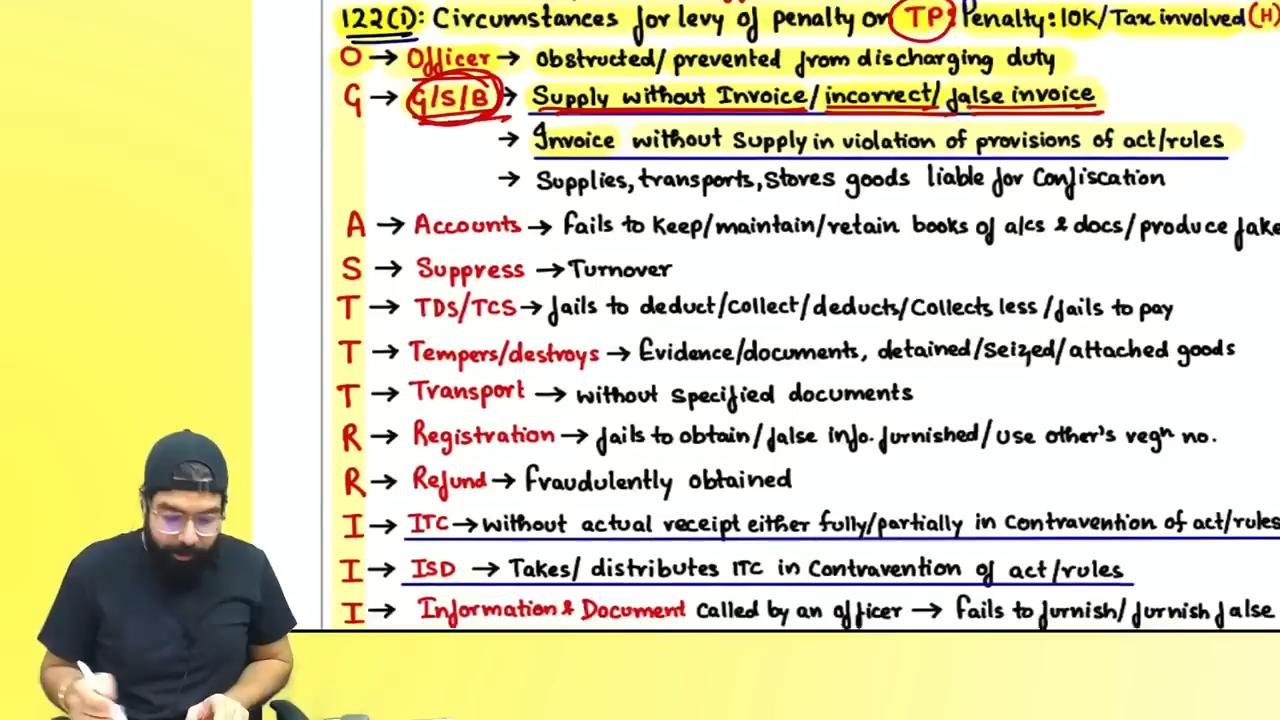 122(1): Circumstances for levy of penalty on TP: Penalty: 10K/Tax involved (H)
O → Officer → Obstructed/ prevented from discharging duty
G → G/S/B → Supply without Invoice/ incorrect/ false invoice
→ Invoice without Supply in violation of provisions of act/rules
→ Supplies, transports, Stores goods liable for Confiscation
A → Accounts → fails to Keep/maintain/retain books of a/cs & docs/produce fake
S → Suppress → Turnover
T → TDS/TCS → fails to deduct/collect/deducts/Collects less/fails to pay
T → Tempers/destroys → Evidence/documents, detained/Seized/attached goods
T → Transport → without specified documents
R → Registration → fails to obtain/false info. furnished/use other's regn no.
R → Refund → fraudulently obtained
I → ITC → without actual receipt either fully/partially in Contravention of act/rules
I → ISD → Takes/ distributes ITC in Contravention of act/rules
I → Information & Document Called by an officer → fails to furnish/ furnish false